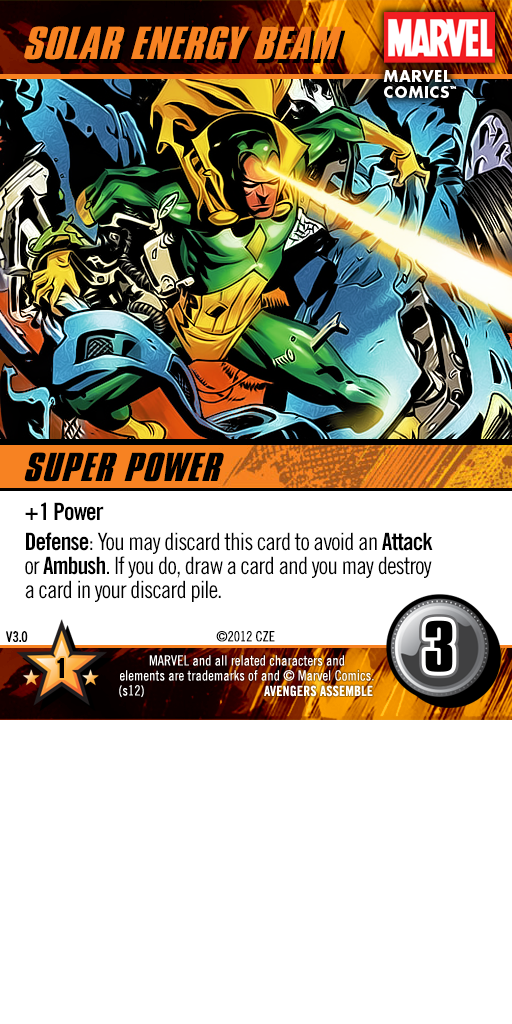 SOLAR ENERGY BEAM
MARVEL
MARVEL
COMICS™
SUPER POWER
+1 Power
Defense: You may discard this card to avoid an Attack
or Ambush. If you do, draw a card and you may destroy
a card in your discard pile.
V3.0
©2012 CZE
3
1
MARVEL and all related characters and
elements are trademarks of and © Marvel Comics.
(s12)
AVENGERS ASSEMBLE